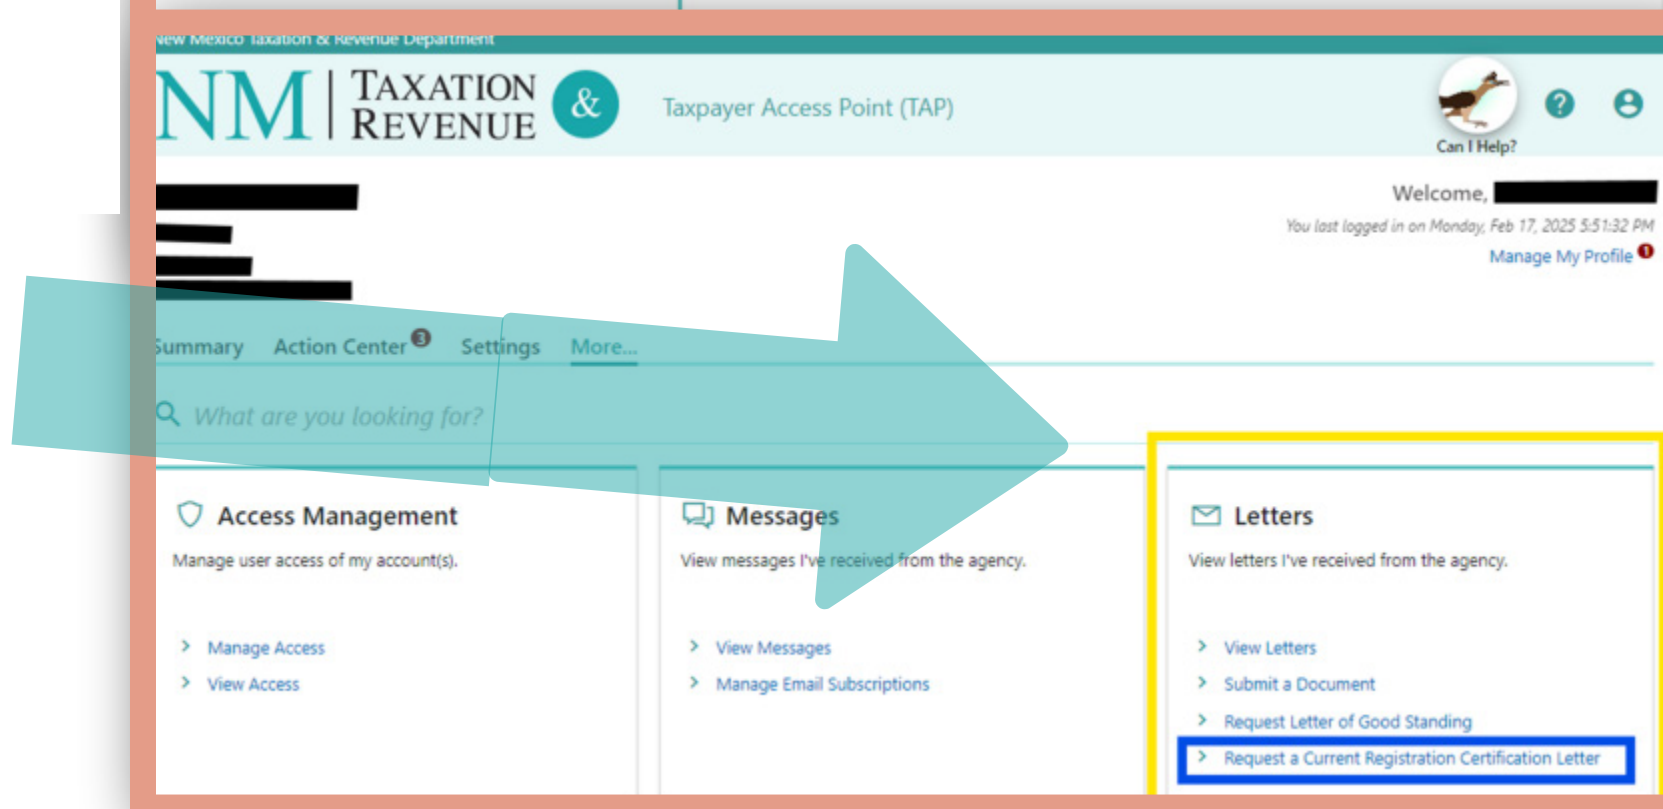 New Mexico Taxation & Revenue Department
NM TAXATION & REVENUE
Taxpayer Access Point (TAP)
Can I Help?
Welcome,
You last logged in on Monday, Feb 17, 2025 5:51:32 PM
Manage My Profile 1
Summary Action Center 3 Settings More...
What are you looking for?
Access Management
Manage user access of my account(s).
Manage Access
View Access
Messages
View messages I've received from the agency.
View Messages
Manage Email Subscriptions
Letters
View letters I've received from the agency.
View Letters
Submit a Document
Request Letter of Good Standing
Request a Current Registration Certification Letter